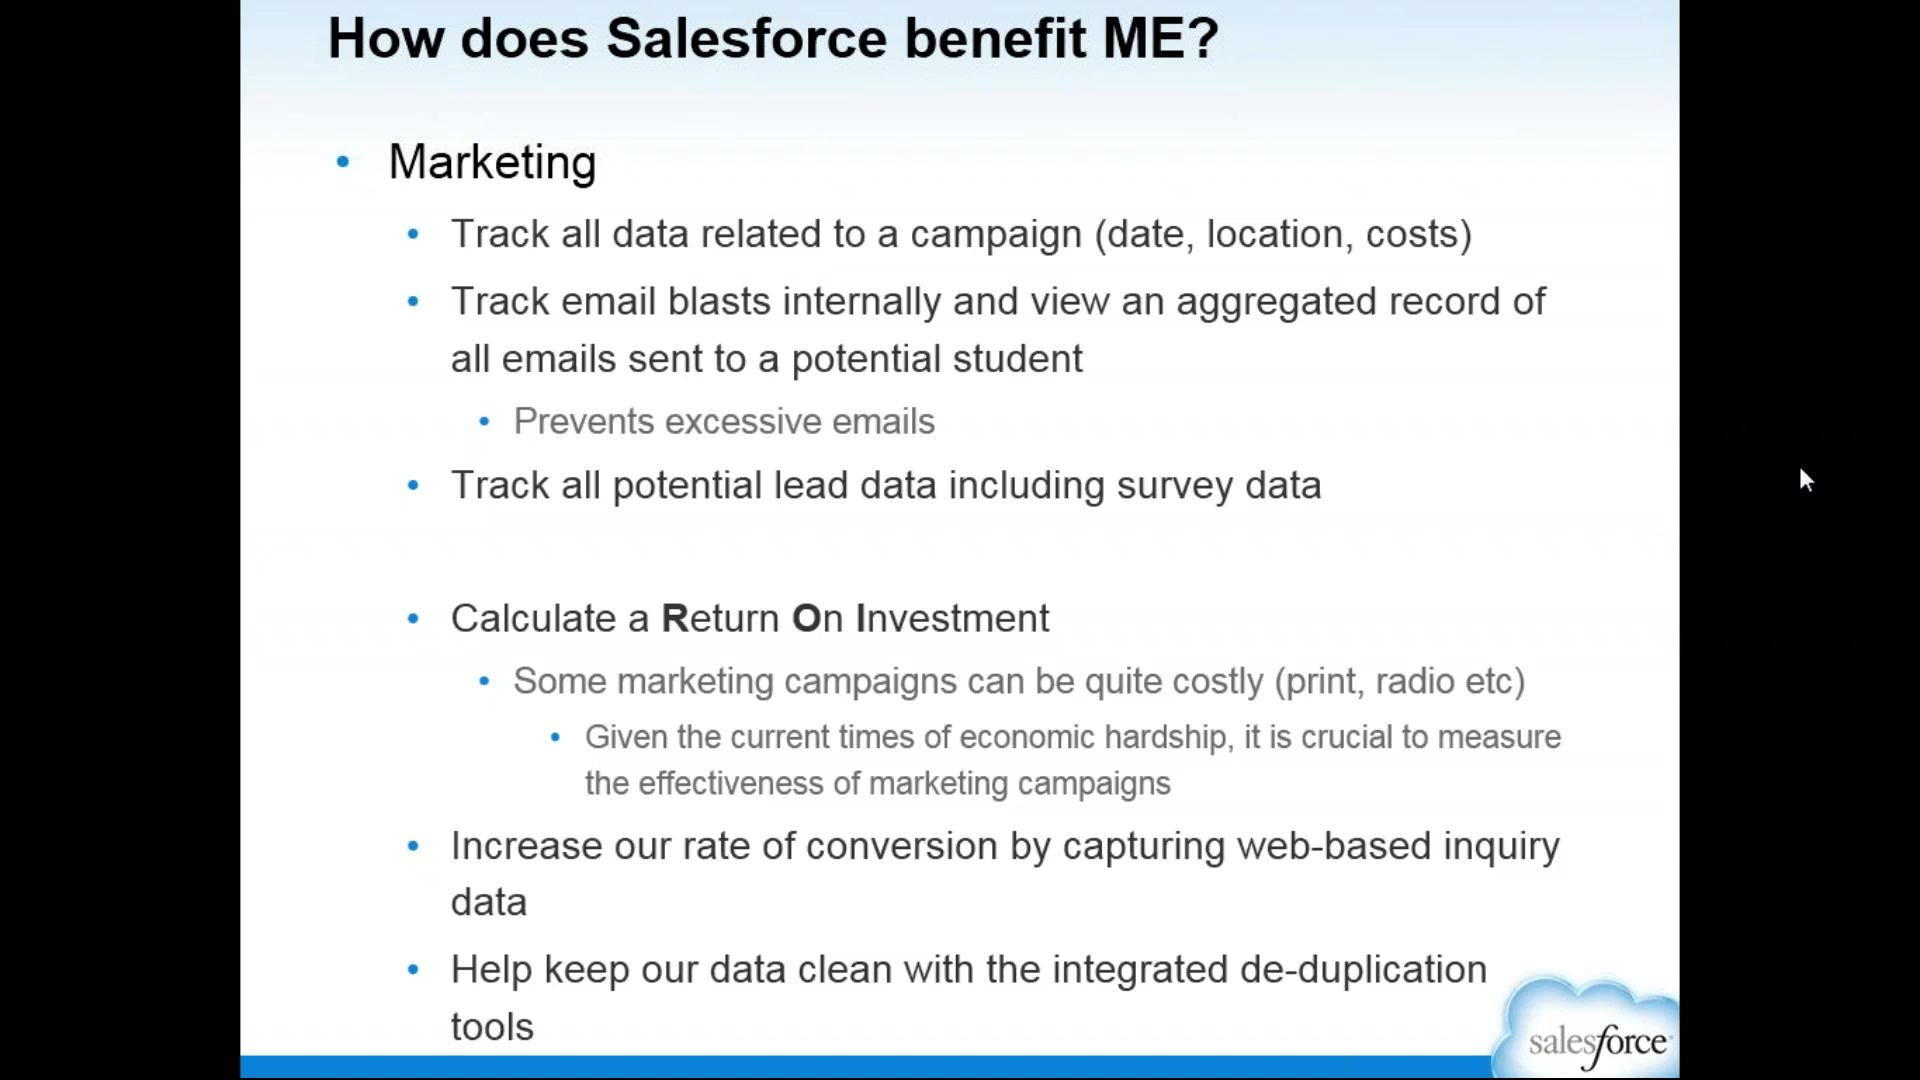 How does Salesforce benefit ME?
• Marketing
• Track all data related to a campaign (date, location, costs)
• Track email blasts internally and view an aggregated record of
all emails sent to a potential student
• Prevents excessive emails
• Track all potential lead data including survey data
• Calculate a Return On Investment
• Some marketing campaigns can be quite costly (print, radio etc)
• Given the current times of economic hardship, it is crucial to measure
the effectiveness of marketing campaigns
• Increase our rate of conversion by capturing web-based inquiry
data
• Help keep our data clean with the integrated de-duplication
tools
salesforce